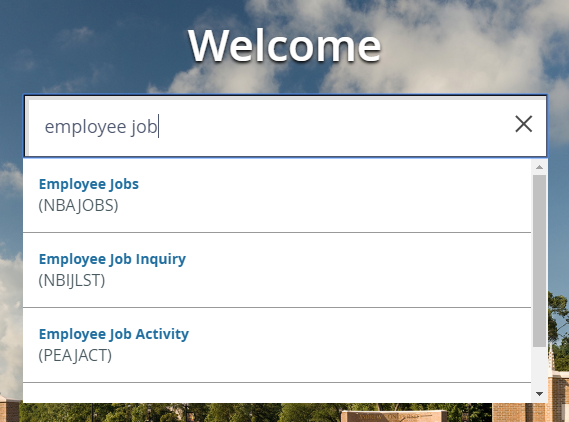 Welcome
employee job
Employee Jobs
(NBAJOBS)
Employee Job Inquiry
(NBIJLST)
Employee Job Activity
(PEAJACT)